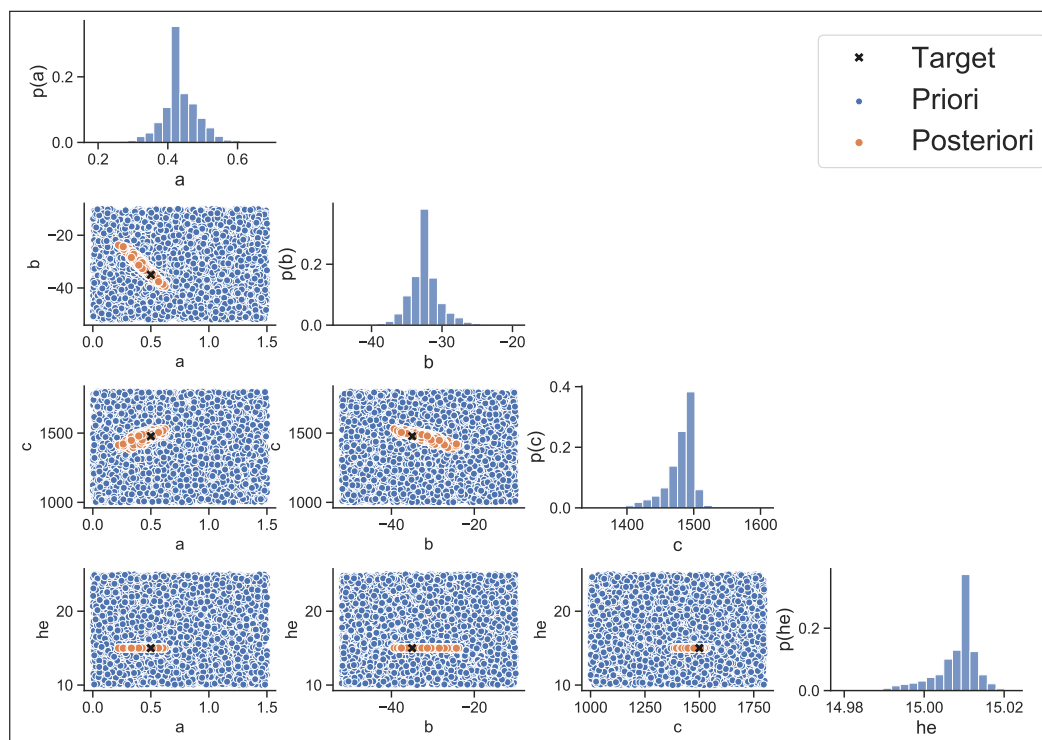 p(a)
0.2
0.0
0.2 0.4 0.6
a
Target
Priori
Posteriori
b
−20
−40
0.0 0.5 1.0 1.5
a
p(b)
0.2
0.0
−40 −30 −20
b
c
1500
1000
0.0 0.5 1.0 1.5
a
c
−40 −20
b
p(c)
0.4
0.2
0.0
1400 1500 1600
c
he
20
10
0.0 0.5 1.0 1.5
a
he
20
10
−40 −20
b
he
20
10
1000 1250 1500 1750
c
p(he)
0.2
0.0
14.98 15.00 15.02
he